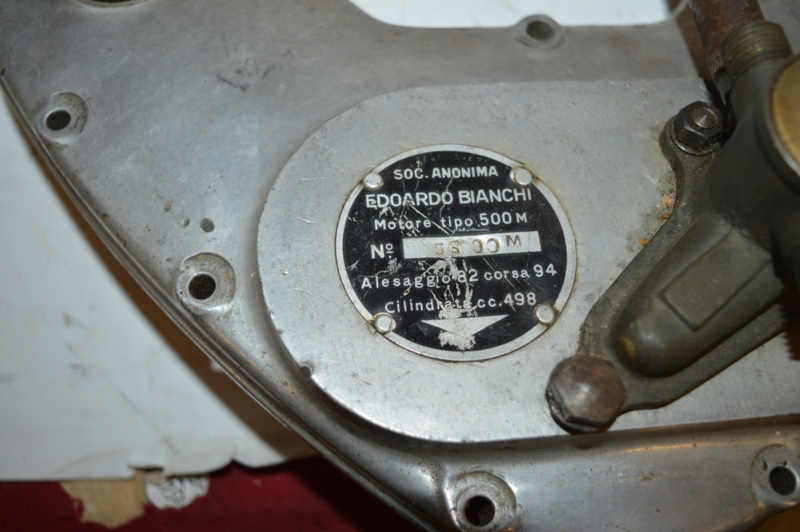 SOC. ANONIMA
EDOARDO BIANCHI
Motore tipo 500 M
Nº
Alesaggio 82 corsa 94
Cilindrata cc. 498